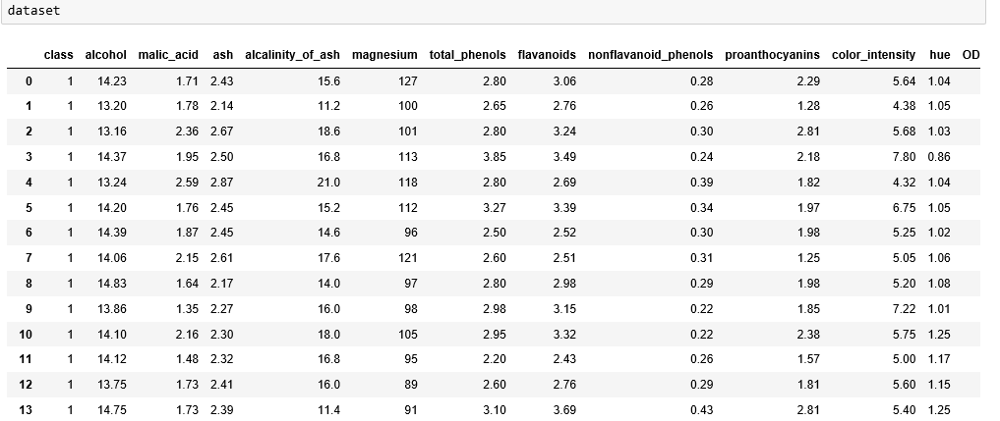 dataset
class alcohol malic_acid ash alcalinity_of_ash magnesium total_phenols flavanoids nonflavanoid_phenols proanthocyanins color_intensity hue OD
0 1 14.23 1.71 2.43 15.6 127 2.80 3.06 0.28 2.29 5.64 1.04
1 1 13.20 1.78 2.14 11.2 100 2.65 2.76 0.26 1.28 4.38 1.05
2 1 13.16 2.36 2.67 18.6 101 2.80 3.24 0.30 2.81 5.68 1.03
3 1 14.37 1.95 2.50 16.8 113 3.85 3.49 0.24 2.18 7.80 0.86
4 1 13.24 2.59 2.87 21.0 118 2.80 2.69 0.39 1.82 4.32 1.04
5 1 14.20 1.76 2.45 15.2 112 3.27 3.39 0.34 1.97 6.75 1.05
6 1 14.39 1.87 2.45 14.6 96 2.50 2.52 0.30 1.98 5.25 1.02
7 1 14.06 2.15 2.61 17.6 121 2.60 2.51 0.31 1.25 5.05 1.06
8 1 14.83 1.64 2.17 14.0 97 2.80 2.98 0.29 1.98 5.20 1.08
9 1 13.86 1.35 2.27 16.0 98 2.98 3.15 0.22 1.85 7.22 1.01
10 1 14.10 2.16 2.30 18.0 105 2.95 3.32 0.22 2.38 5.75 1.25
11 1 14.12 1.48 2.32 16.8 95 2.20 2.43 0.26 1.57 5.00 1.17
12 1 13.75 1.73 2.41 16.0 89 2.60 2.76 0.29 1.81 5.60 1.15
13 1 14.75 1.73 2.39 11.4 91 3.10 3.69 0.43 2.81 5.40 1.25